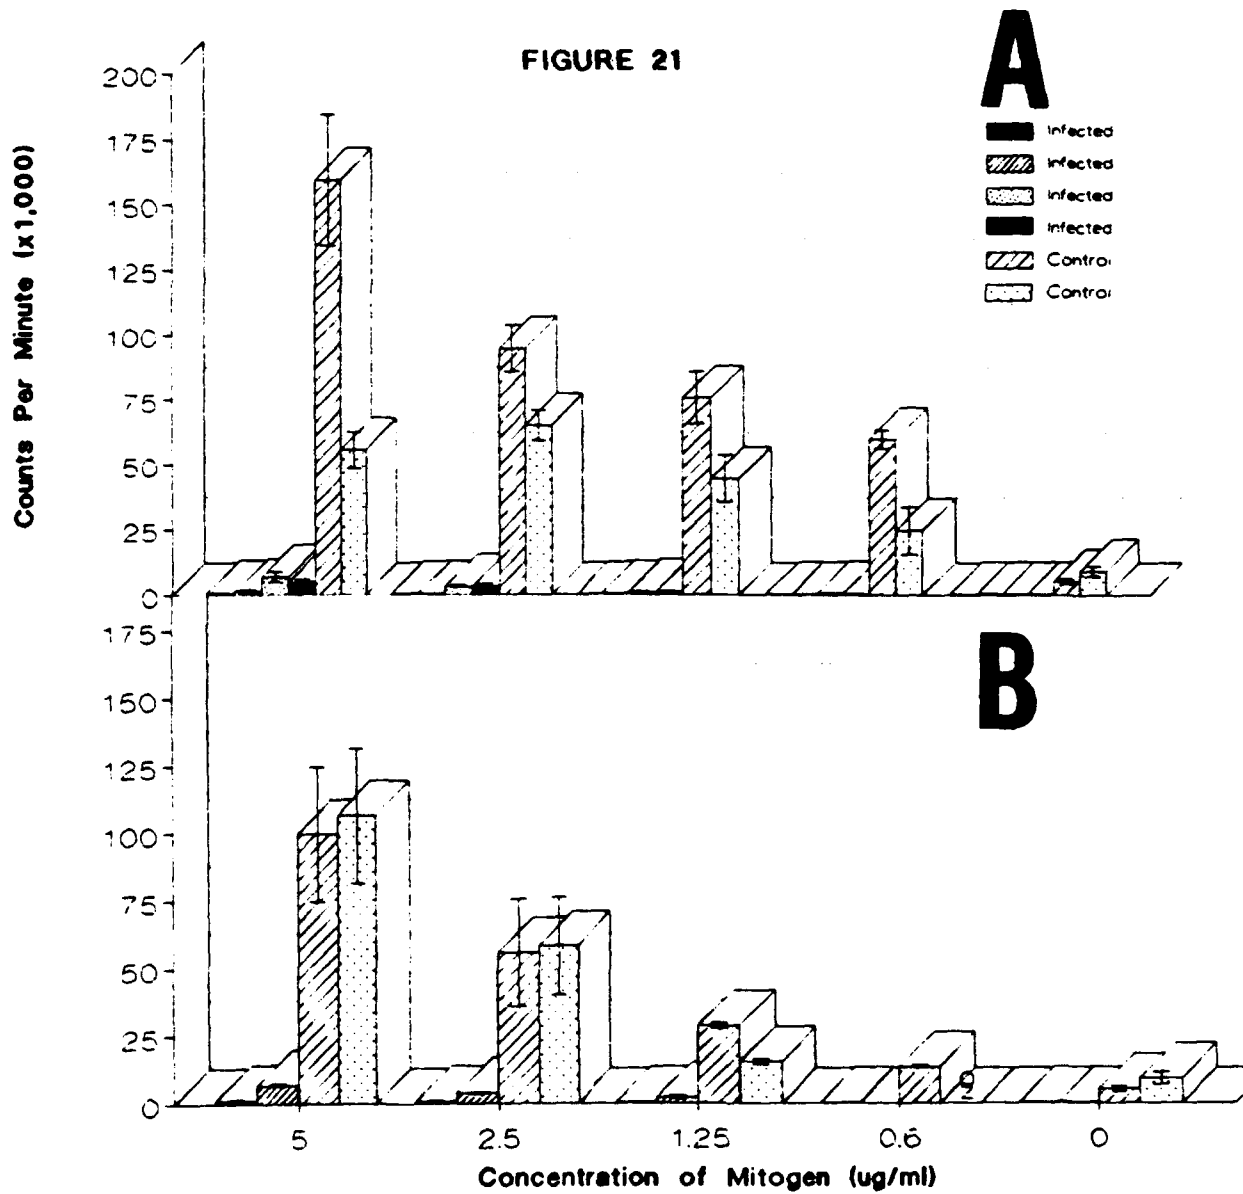 FIGURE 21
A
Infected
Infected
Infected
Infected
Control
Control
Counts Per Minute (x1,000)
200
175
150
125
100
75
50
25
0
B
175
150
125
100
75
50
25
0
5 2.5 1.25 0.6 0
Concentration of Mitogen (ug/ml)